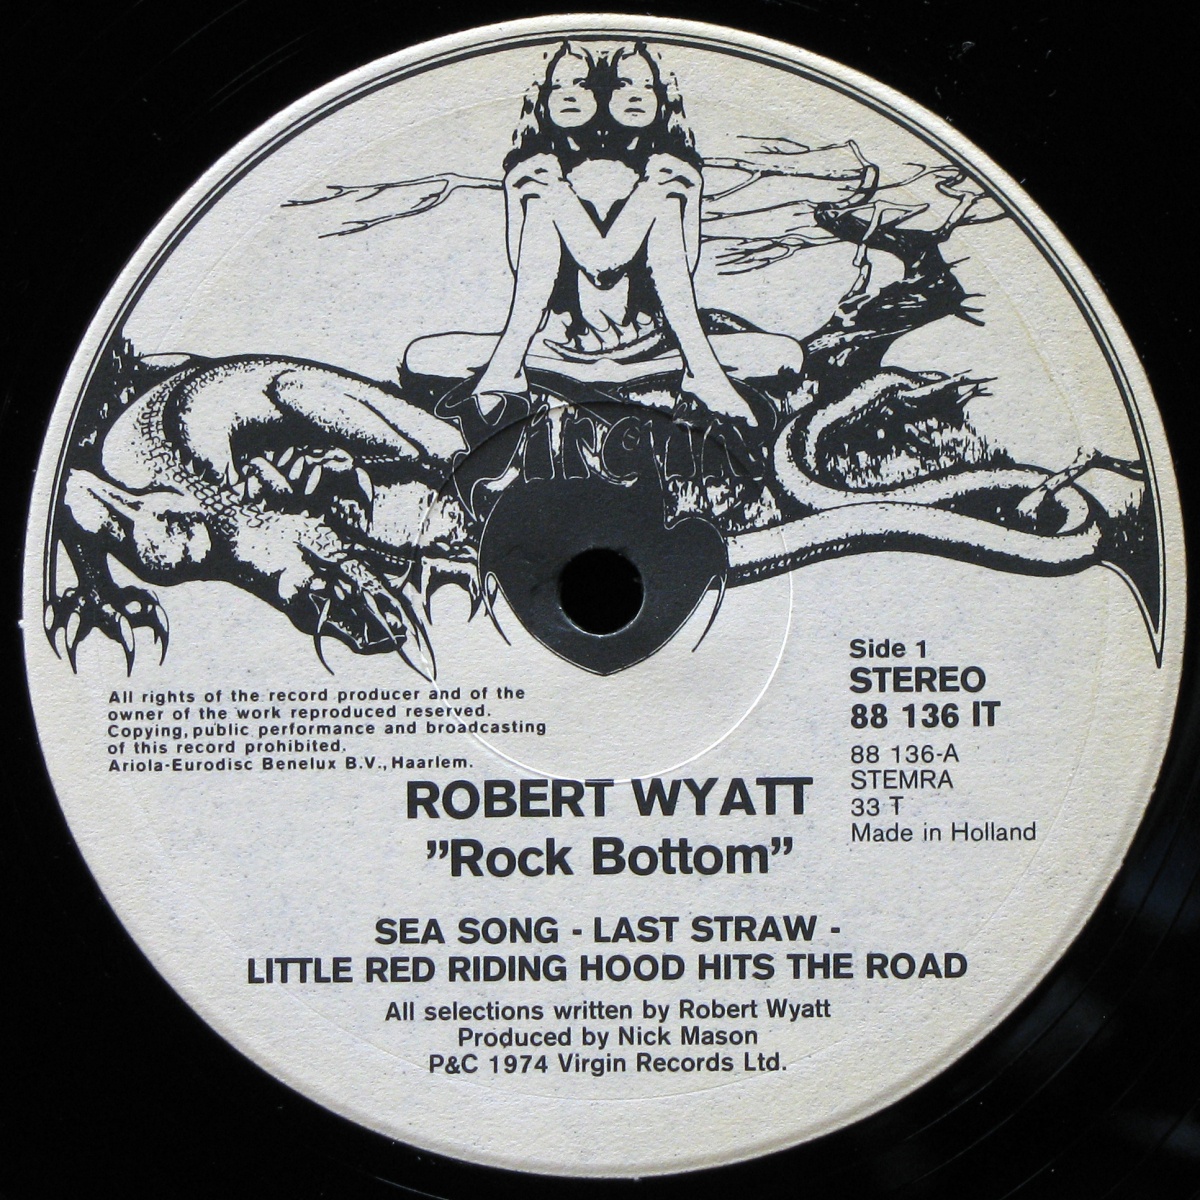 Virgin
Side 1
STEREO
88 136 IT
88 136-A
STEMRA
33 T
Made in Holland
All rights of the record producer and of the
owner of the work reproduced reserved.
Copying, public performance and broadcasting
of this record prohibited.
Ariola-Eurodisc Benelux B.V., Haarlem.
ROBERT WYATT
”Rock Bottom”
SEA SONG - LAST STRAW -
LITTLE RED RIDING HOOD HITS THE ROAD
All selections written by Robert Wyatt
Produced by Nick Mason
P&C 1974 Virgin Records Ltd.